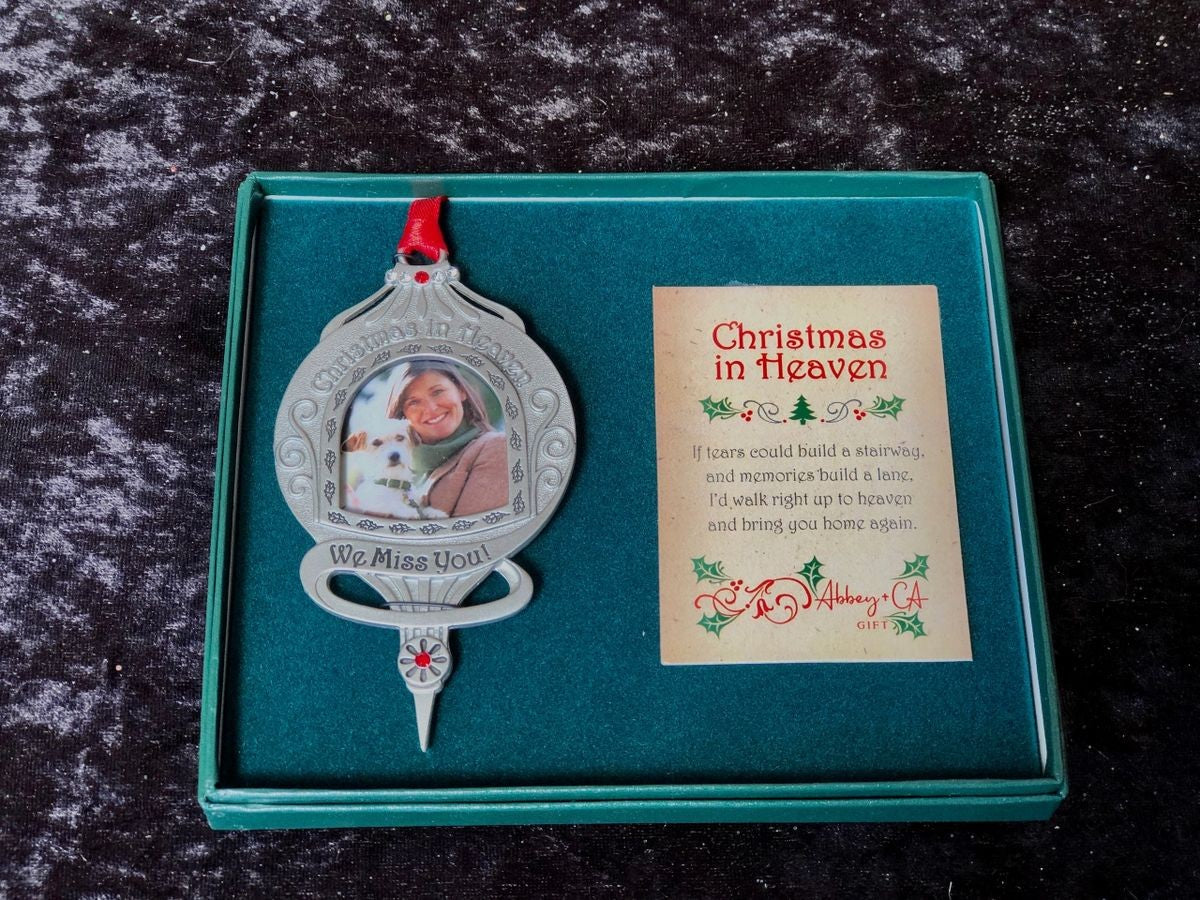 Christmas in Heaven
We Miss You!
Christmas
in Heaven
If tears could build a stairway,
and memories build a lane,
I'd walk right up to heaven
and bring you home again.
Abbey + CA
GIFT